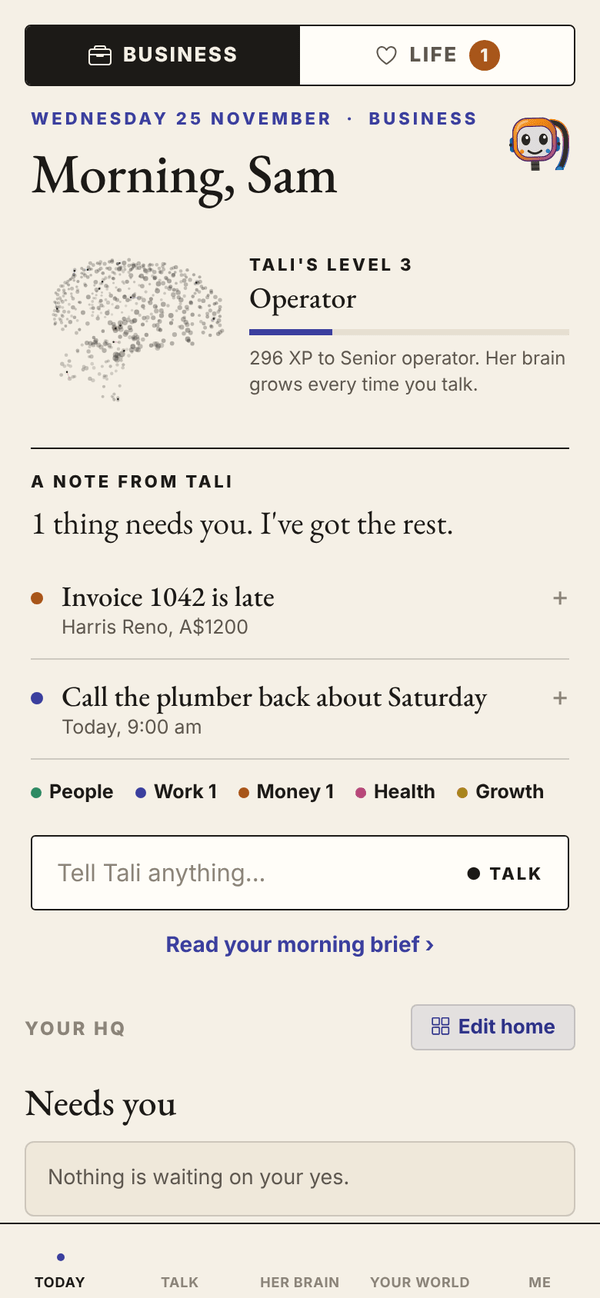 BUSINESS
LIFE 1
WEDNESDAY 25 NOVEMBER · BUSINESS
Morning, Sam
TALI'S LEVEL 3
Operator
296 XP to Senior operator. Her brain
grows every time you talk.
A NOTE FROM TALI
1 thing needs you. I've got the rest.
Invoice 1042 is late
Harris Reno, A$1200
Call the plumber back about Saturday
Today, 9:00 am
People Work 1 Money 1 Health Growth
Tell Tali anything... TALK
Read your morning brief ›
YOUR HQ
Edit home
Needs you
Nothing is waiting on your yes.
TODAY TALK HER BRAIN YOUR WORLD ME